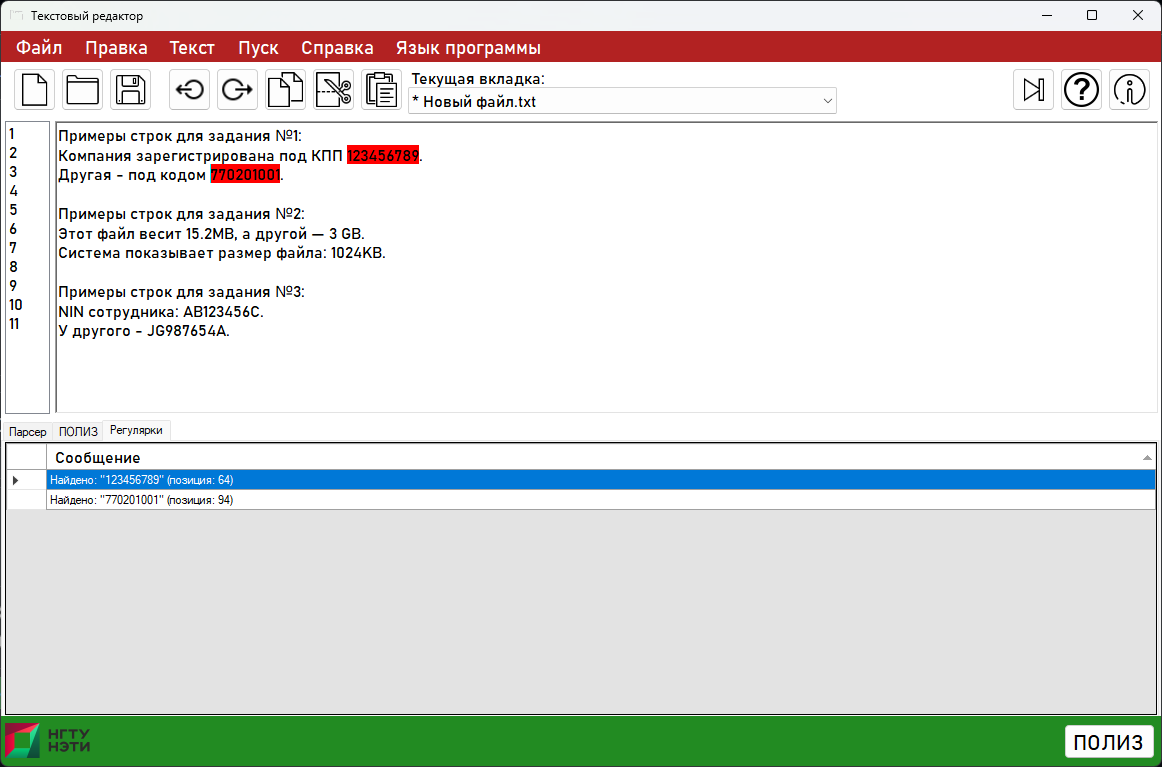 Текстовый редактор
Файл Правка Текст Пуск Справка Язык программы
Текущая вкладка:
* Новый файл.txt
1
2
3
4
5
6
7
8
9
10
11
Примеры строк для задания №1:
Компания зарегистрирована под КПП 123456789.
Другая - под кодом 770201001.
Примеры строк для задания №2:
Этот файл весит 15.2MB, а другой — 3 GB.
Система показывает размер файла: 1024KB.
Примеры строк для задания №3:
NIN сотрудника: AB123456C.
У другого - JG987654A.
Парсер ПОЛИЗ Регулярки
Сообщение
Найдено: "123456789" (позиция: 64)
Найдено: "770201001" (позиция: 94)
НГТУ
НЭТИ
ПОЛИЗ